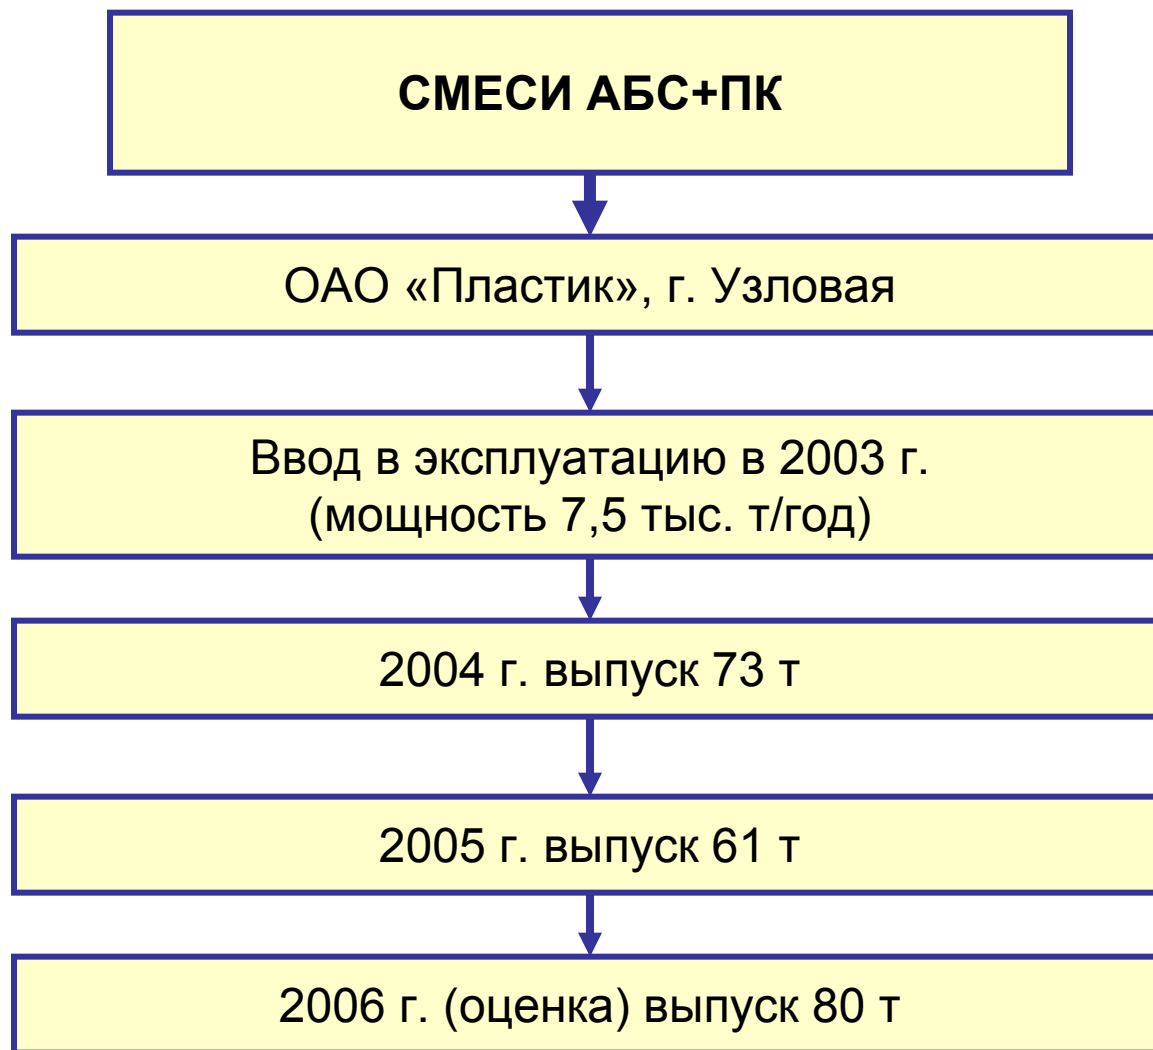 СМЕСИ АБС+ПК
ОАО «Пластик», г. Узловая
Ввод в эксплуатацию в 2003 г.
(мощность 7,5 тыс. т/год)
2004 г. выпуск 73 т
2005 г. выпуск 61 т
2006 г. (оценка) выпуск 80 т